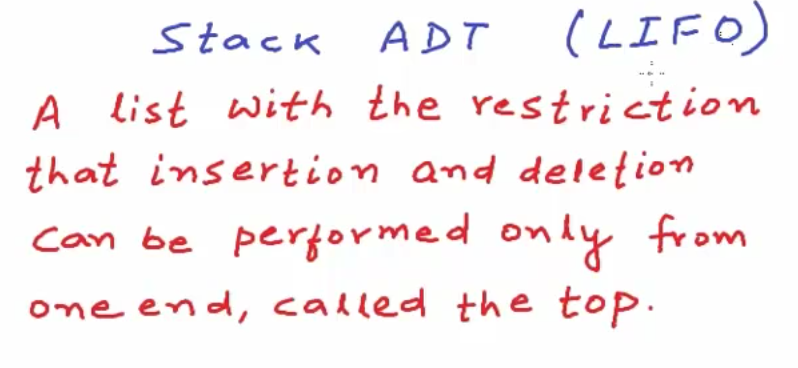 Stack ADT (LIFO)
A list with the restriction
that insertion and deletion
can be performed only from
one end, called the top.